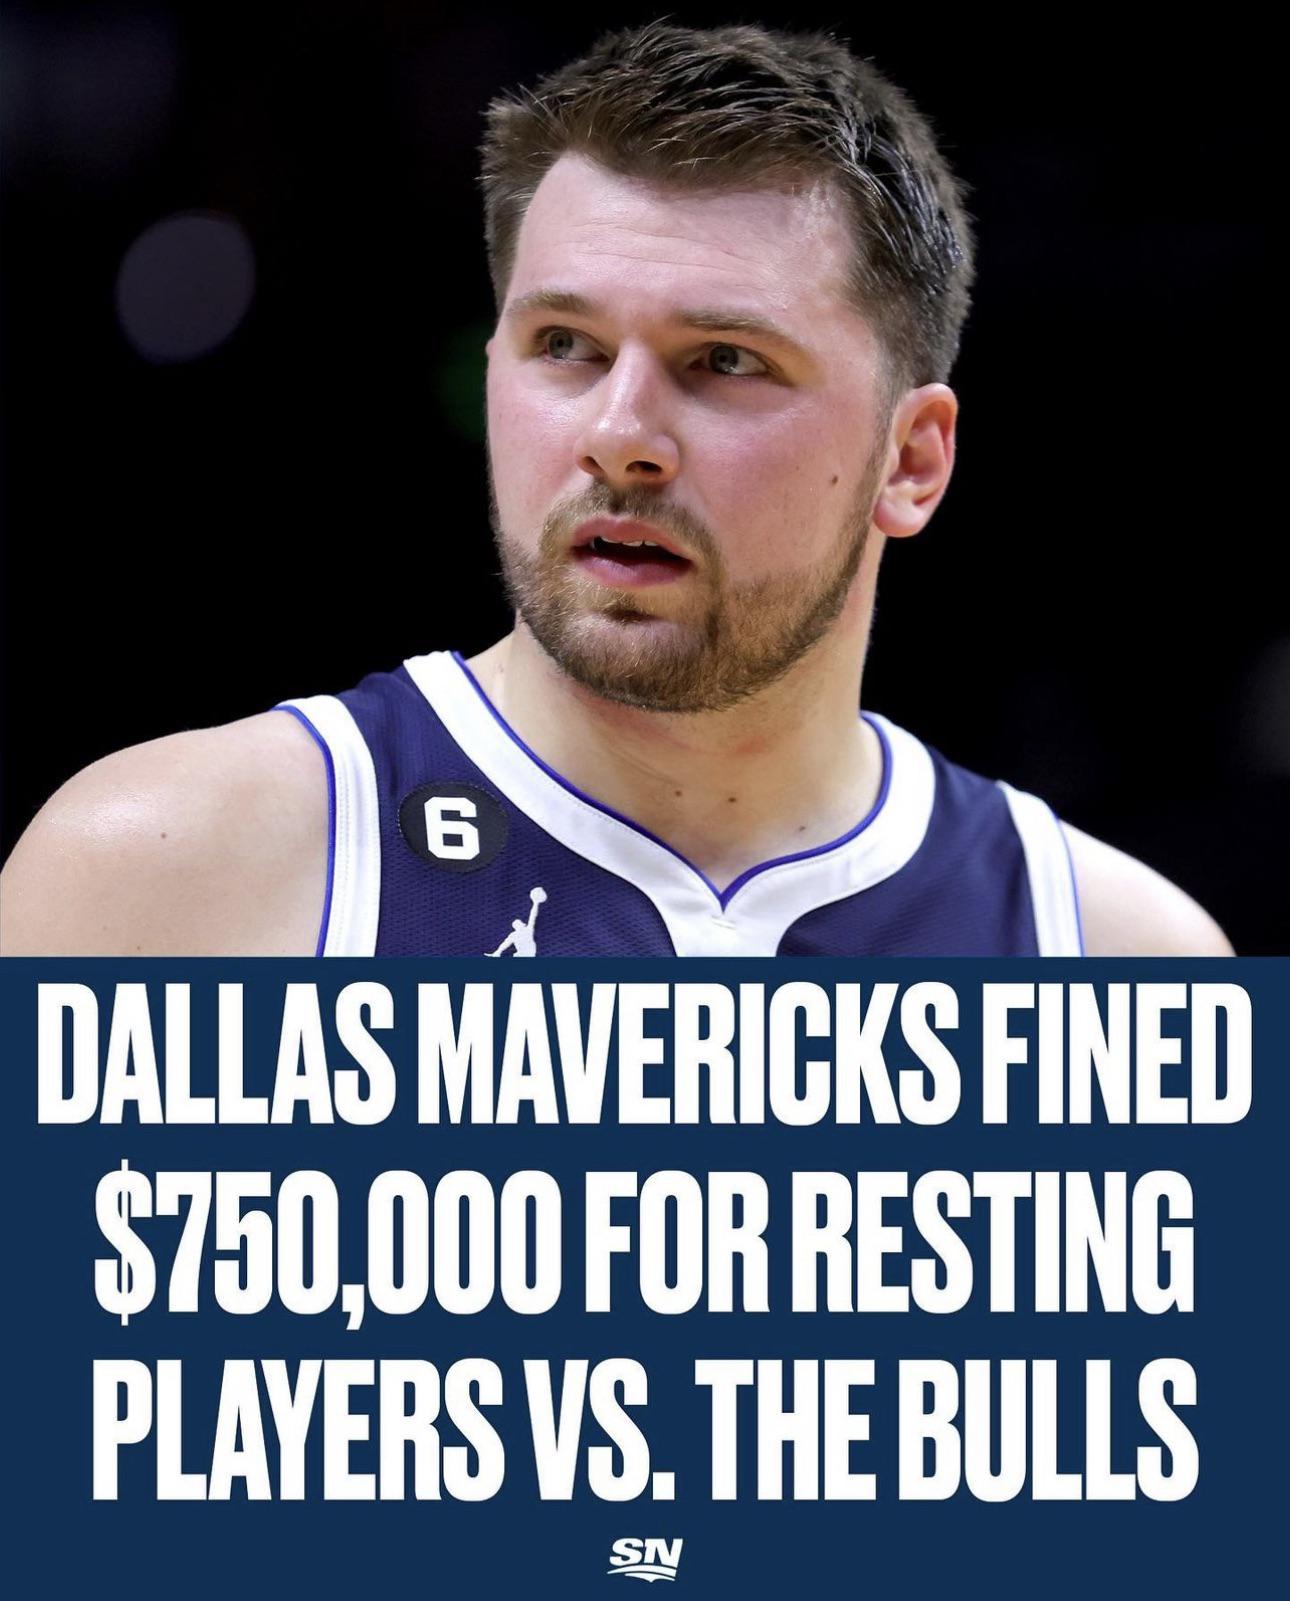 6
DALLAS MAVERICKS FINED
$750,000 FOR RESTING
PLAYERS VS. THE BULLS
SN